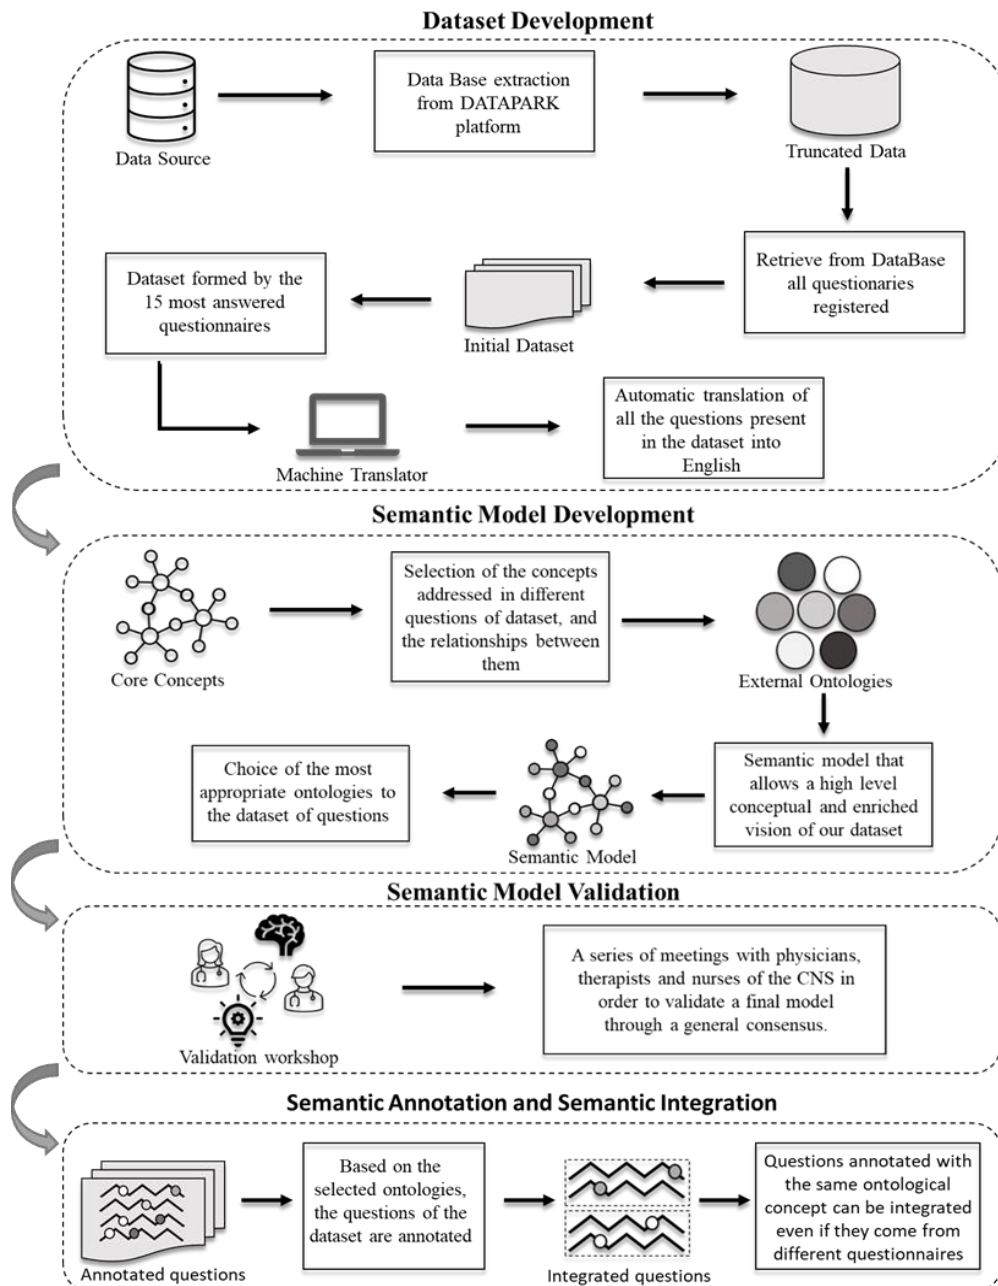 Dataset Development
Data Source
Data Base extraction
from DATAPARK
platform
Truncated Data
Retrieve from DataBase
all questionaries
registered
Initial Dataset
Dataset formed by the
15 most answered
questionnaires
Machine Translator
Automatic translation of
all the questions present
in the dataset into
English
Semantic Model Development
Core Concepts
Selection of the concepts
addressed in different
questions of dataset, and
the relationships between
them
External Ontologies
Semantic model that
allows a high level
conceptual and enriched
vision of our dataset
Semantic Model
Choice of the most
appropriate ontologies to
the dataset of questions
Semantic Model Validation
Validation workshop
A series of meetings with physicians,
therapists and nurses of the CNS in
order to validate a final model
through a general consensus.
Semantic Annotation and Semantic Integration
Annotated questions
Based on the
selected ontologies,
the questions of the
dataset are annotated
Integrated questions
Questions annotated with
the same ontological
concept can be integrated
even if they come from
different questionnaires